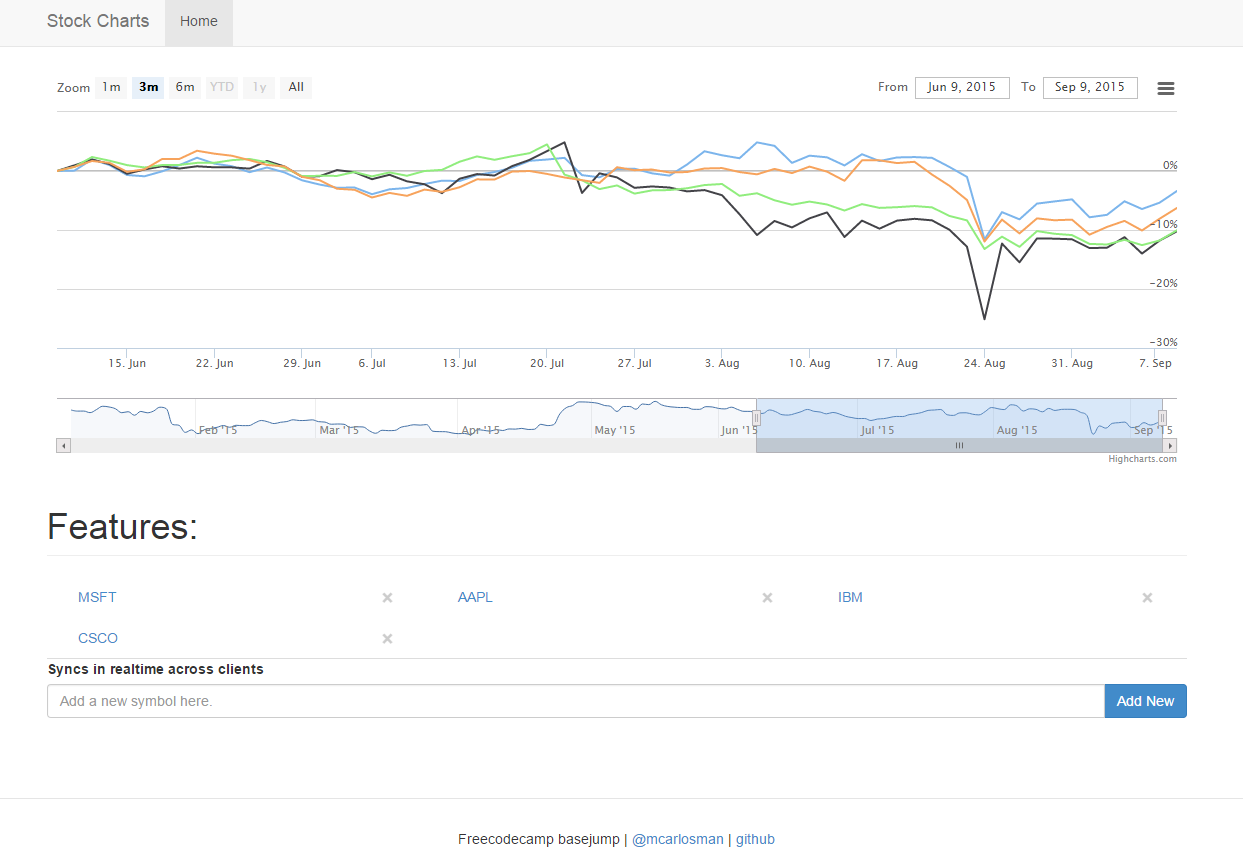 Stock Charts Home
Zoom 1m 3m 6m YTD 1y All From Jun 9, 2015 To Sep 9, 2015
0%
-10%
-20%
-30%
15. Jun 22. Jun 29. Jun 6. Jul 13. Jul 20. Jul 27. Jul 3. Aug 10. Aug 17. Aug 24. Aug 31. Aug 7. Sep
Feb '15 Mar '15 Apr '15 May '15 Jun '15 Jul '15 Aug '15 Sep '15
Highcharts.com
Features:
MSFT AAPL IBM
CSCO
Syncs in realtime across clients
Add a new symbol here. Add New
Freecodecamp basejump | @mcarlosman | github